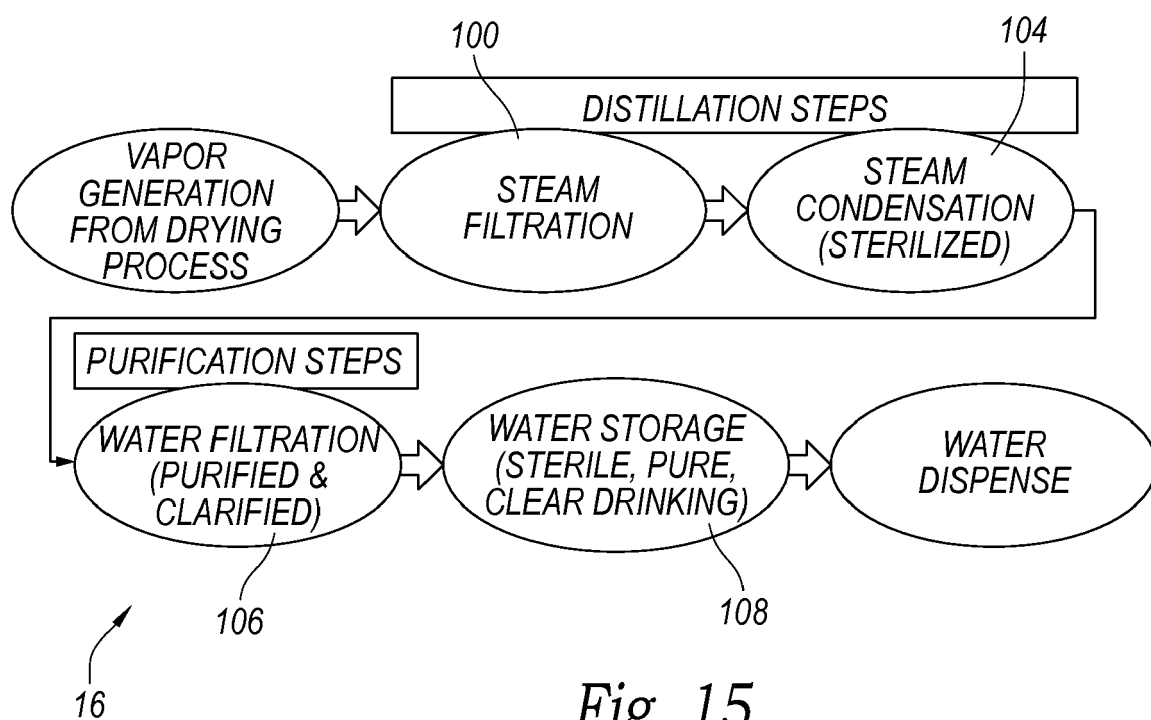 100
104
DISTILLATION STEPS
VAPOR
GENERATION
FROM DRYING
PROCESS
STEAM
FILTRATION
STEAM
CONDENSATION
(STERILIZED)
PURIFICATION STEPS
WATER FILTRATION
(PURIFIED &
CLARIFIED)
WATER STORAGE
(STERILE, PURE,
CLEAR DRINKING)
WATER
DISPENSE
106
108
16
Fig. 15